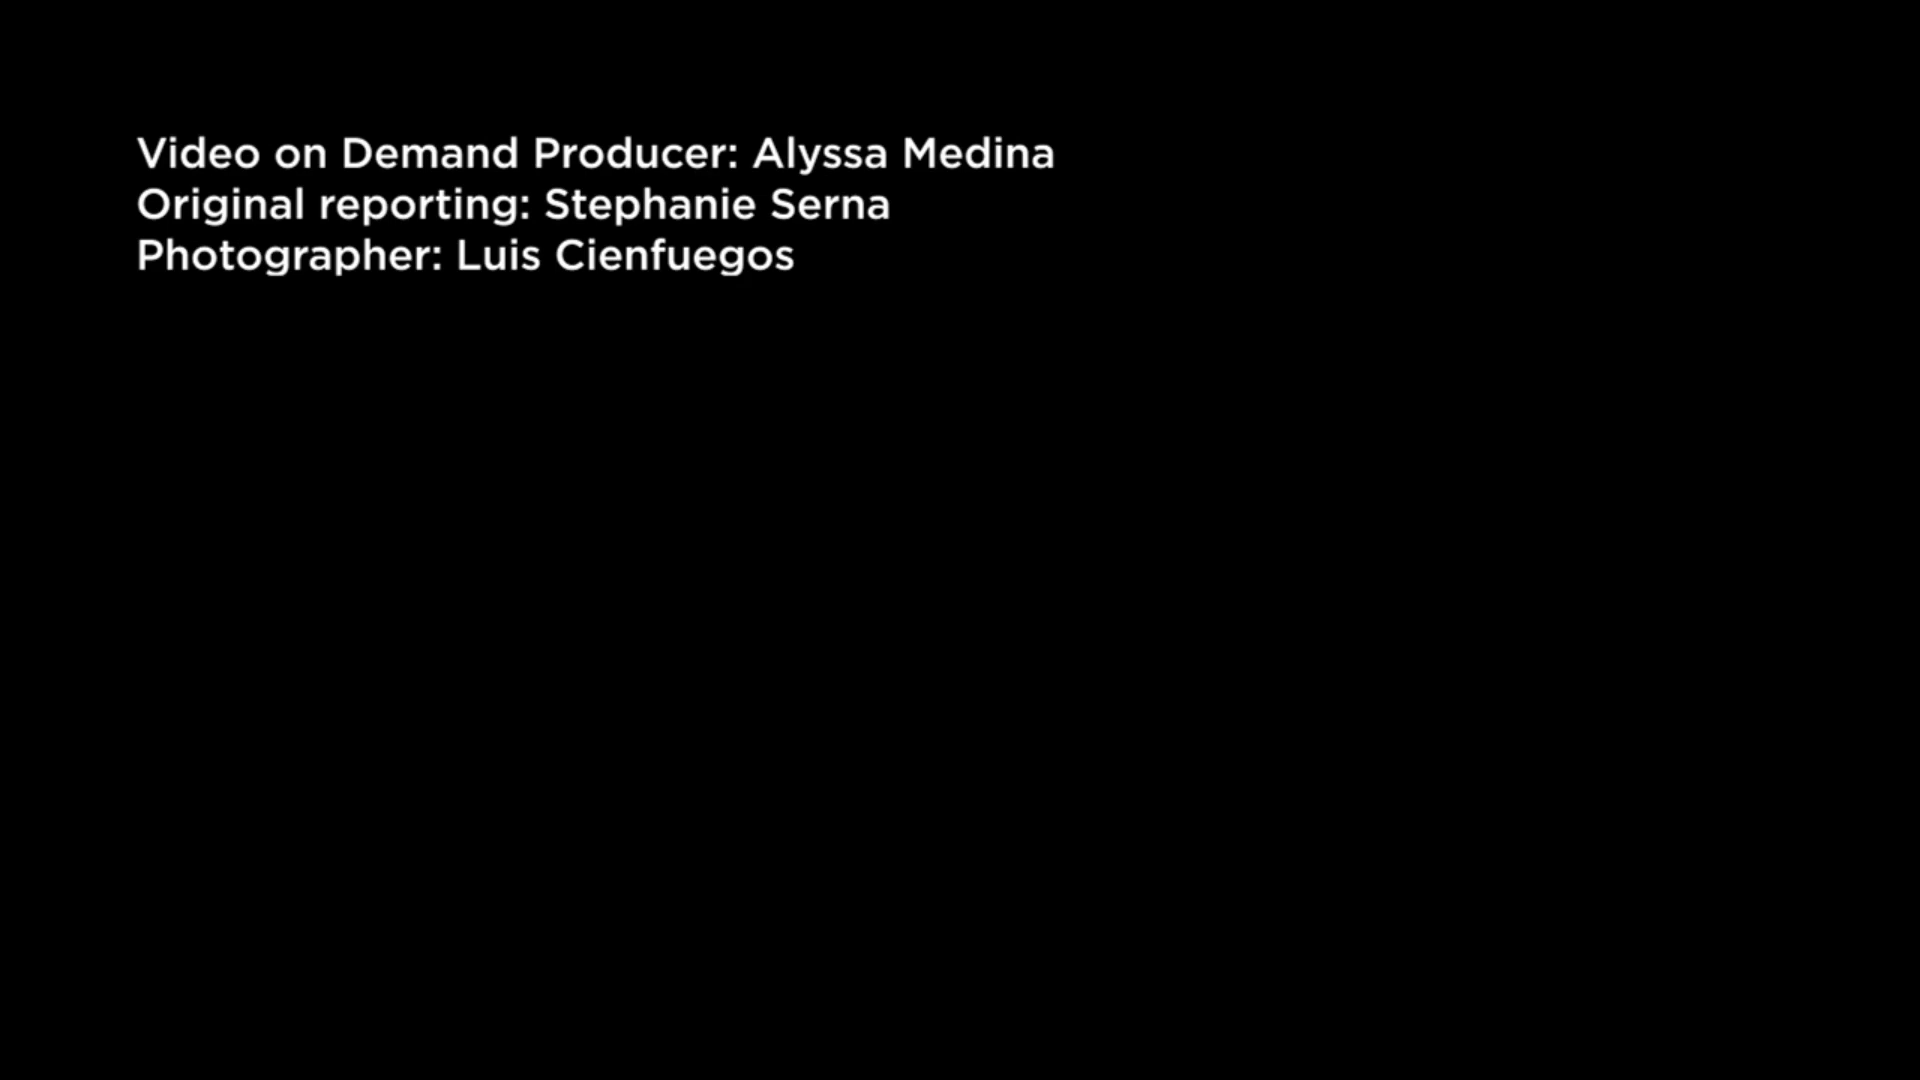 Video on Demand Producer: Alyssa Medina
Original reporting: Stephanie Serna
Photographer: Luis Cienfuegos